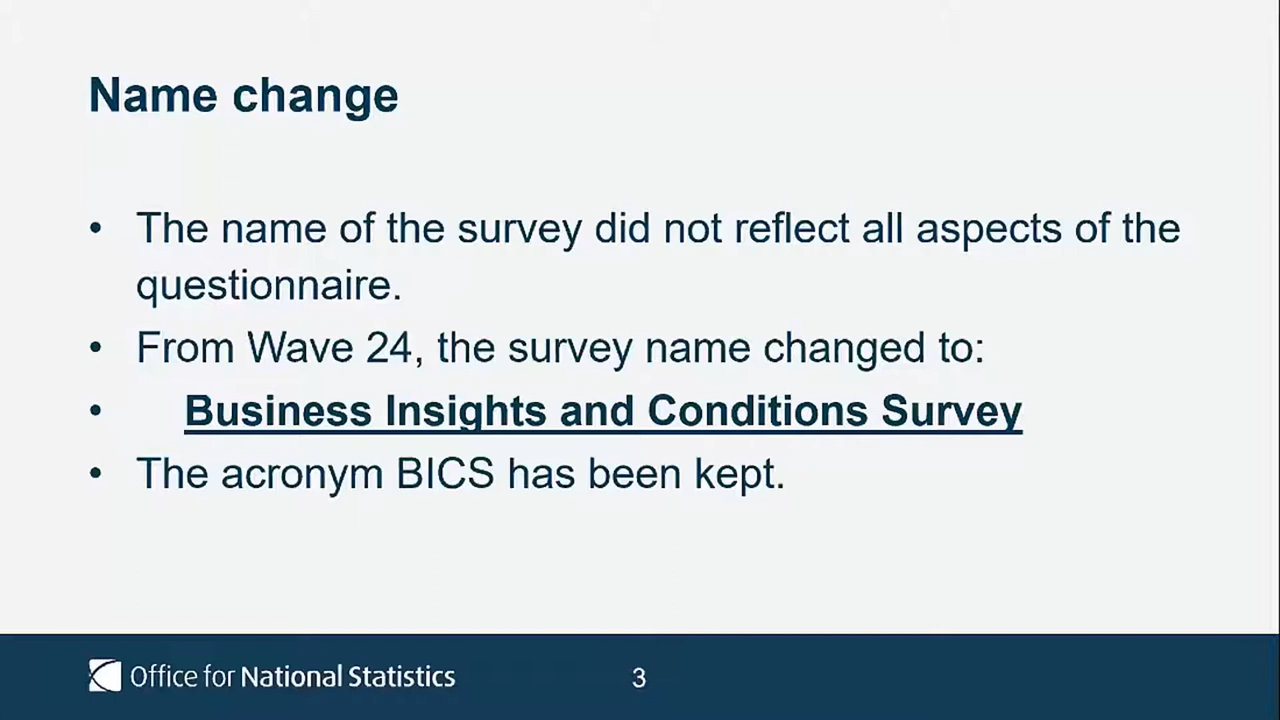 Name change
• The name of the survey did not reflect all aspects of the
questionnaire.
• From Wave 24, the survey name changed to:
• Business Insights and Conditions Survey
• The acronym BICS has been kept.
Office for National Statistics
3